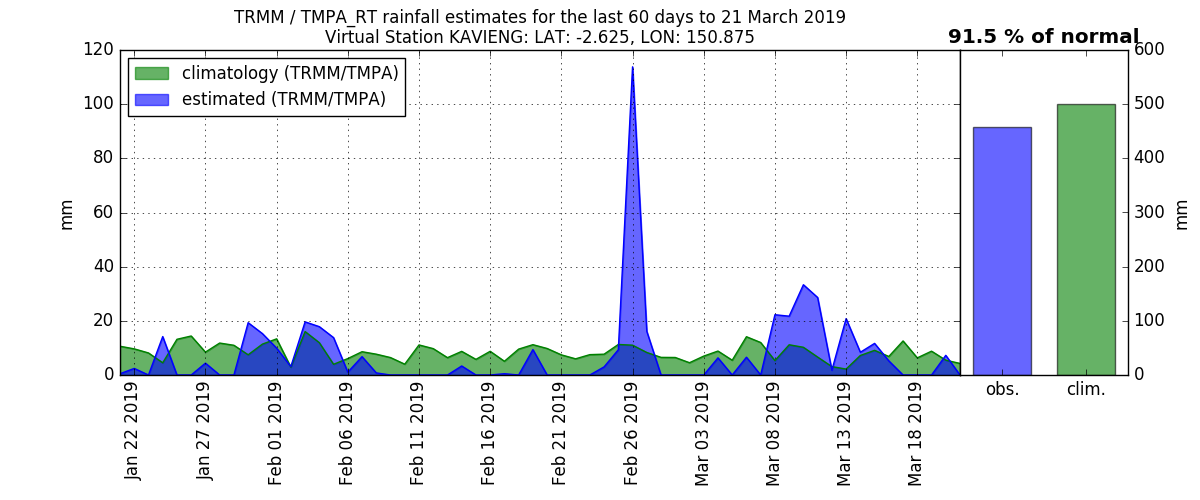 TRMM / TMPA_RT rainfall estimates for the last 60 days to 21 March 2019
Virtual Station KAVIENG: LAT: -2.625, LON: 150.875
91.5 % of normal
climatology (TRMM/TMPA)
estimated (TRMM/TMPA)
120
100
80
60
40
20
0
mm
600
500
400
300
200
100
0
mm
Jan 22 2019
Jan 27 2019
Feb 01 2019
Feb 06 2019
Feb 11 2019
Feb 16 2019
Feb 21 2019
Feb 26 2019
Mar 03 2019
Mar 08 2019
Mar 13 2019
Mar 18 2019
obs.
clim.